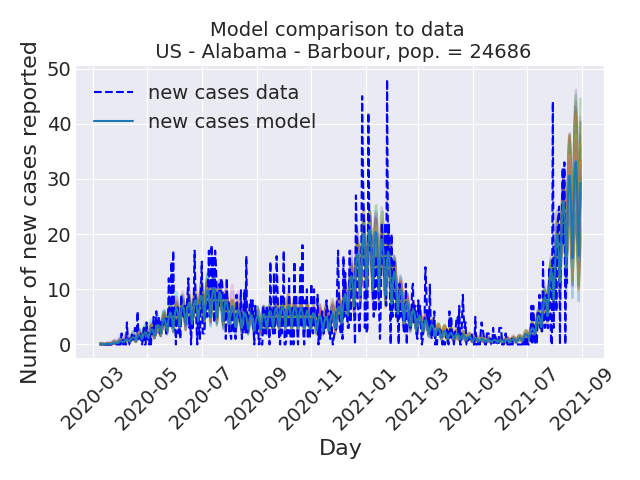 Model comparison to data
US - Alabama - Barbour, pop. = 24686
Number of new cases reported
50
40
30
20
10
0
new cases data
new cases model
2020-03
2020-05
2020-07
2020-09
2020-11
2021-01
2021-03
2021-05
2021-07
2021-09
Day